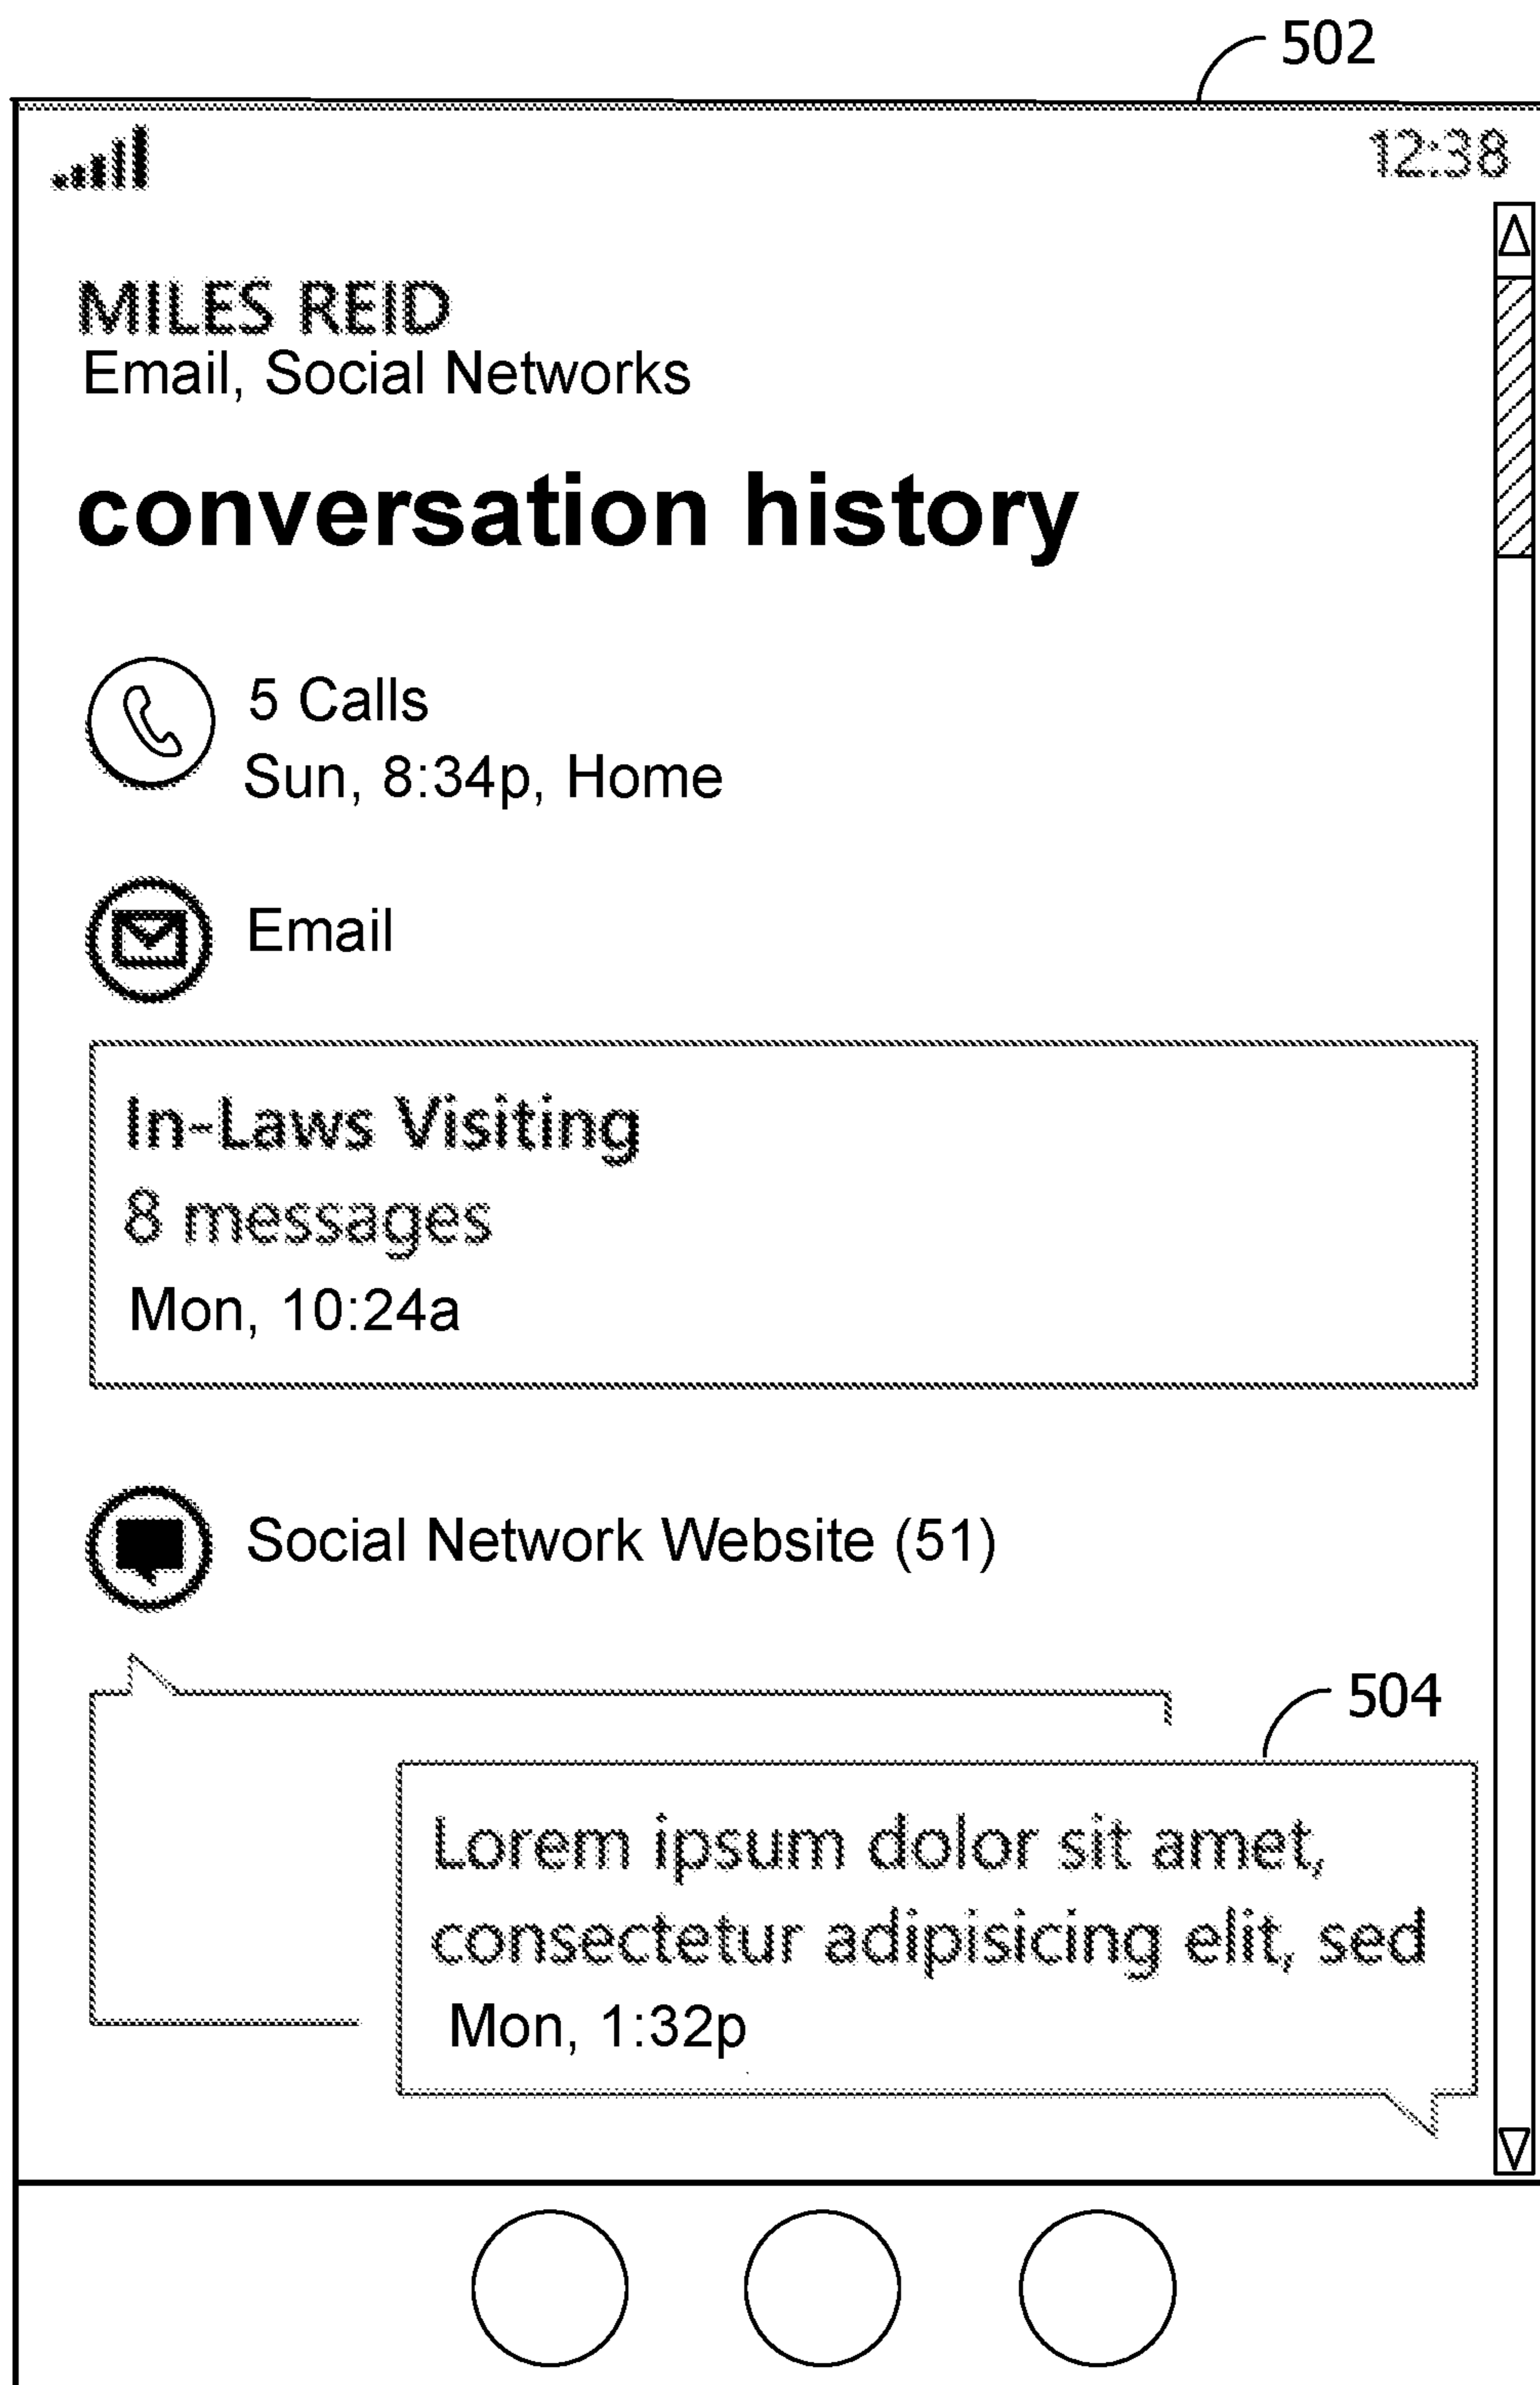 502
12:38
MILES REID
Email, Social Networks
conversation history
5 Calls
Sun, 8:34p, Home
Email
In-Laws Visiting
8 messages
Mon, 10:24a
Social Network Website (51)
504
Lorem ipsum dolor sit amet,
consectetur adipisicing elit, sed
Mon, 1:32p